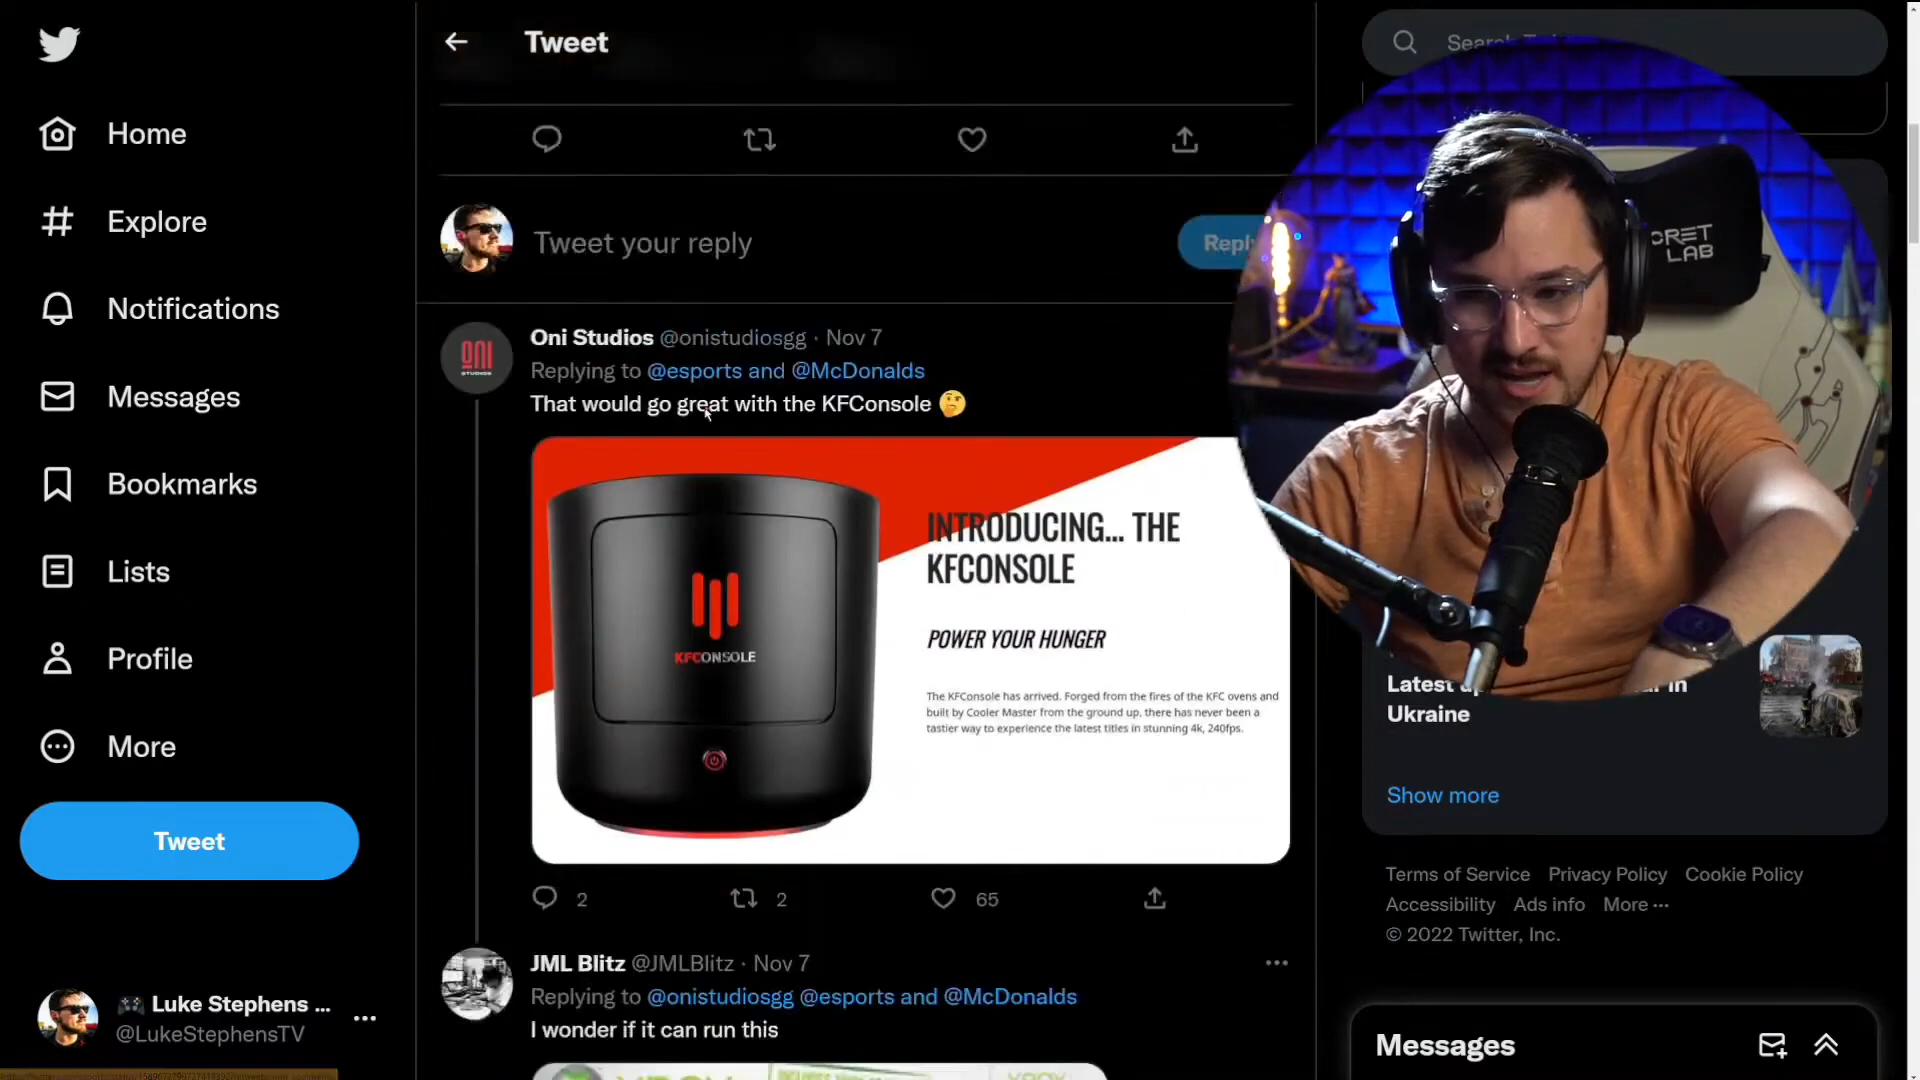 Home
Explore
Notifications
Messages
Bookmarks
Lists
Profile
More
Tweet
Luke Stephens ...
@LukeStephensTV
Tweet
Tweet your reply
Oni Studios @onistudiosgg · Nov 7
Replying to @esports and @McDonalds
That would go great with the KFConsole 🤔
KFCONSOLE
INTRODUCING... THE
KFCONSOLE
POWER YOUR HUNGER
The KFConsole has arrived. Forged from the fires of the KFC ovens and
built by Cooler Master from the ground up, there has never been a
tastier way to experience the latest titles in stunning 4k, 240fps.
2 2 65
JML Blitz @JMLBlitz · Nov 7
Replying to @onistudiosgg @esports and @McDonalds
I wonder if it can run this
LAB
Latest
in
Ukraine
Show more
Terms of Service Privacy Policy Cookie Policy
Accessibility Ads info More ···
© 2022 Twitter, Inc.
Messages